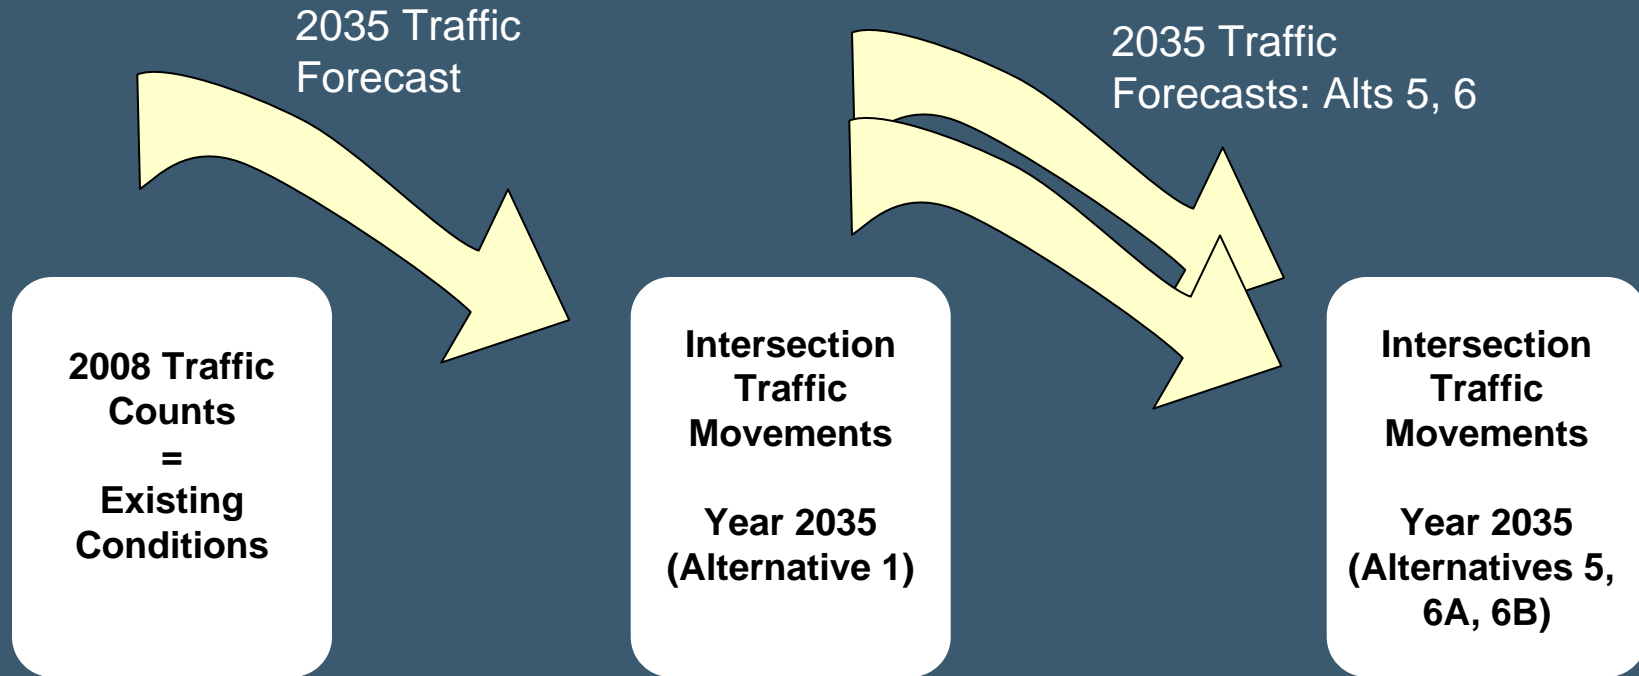 2035 Traffic
Forecast
2035 Traffic
Forecasts: Alts 5, 6
2008 Traffic
Counts
=
Existing
Conditions
Intersection
Traffic
Movements
Year 2035
(Alternative 1)
Intersection
Traffic
Movements
Year 2035
(Alternatives 5,
6A, 6B)